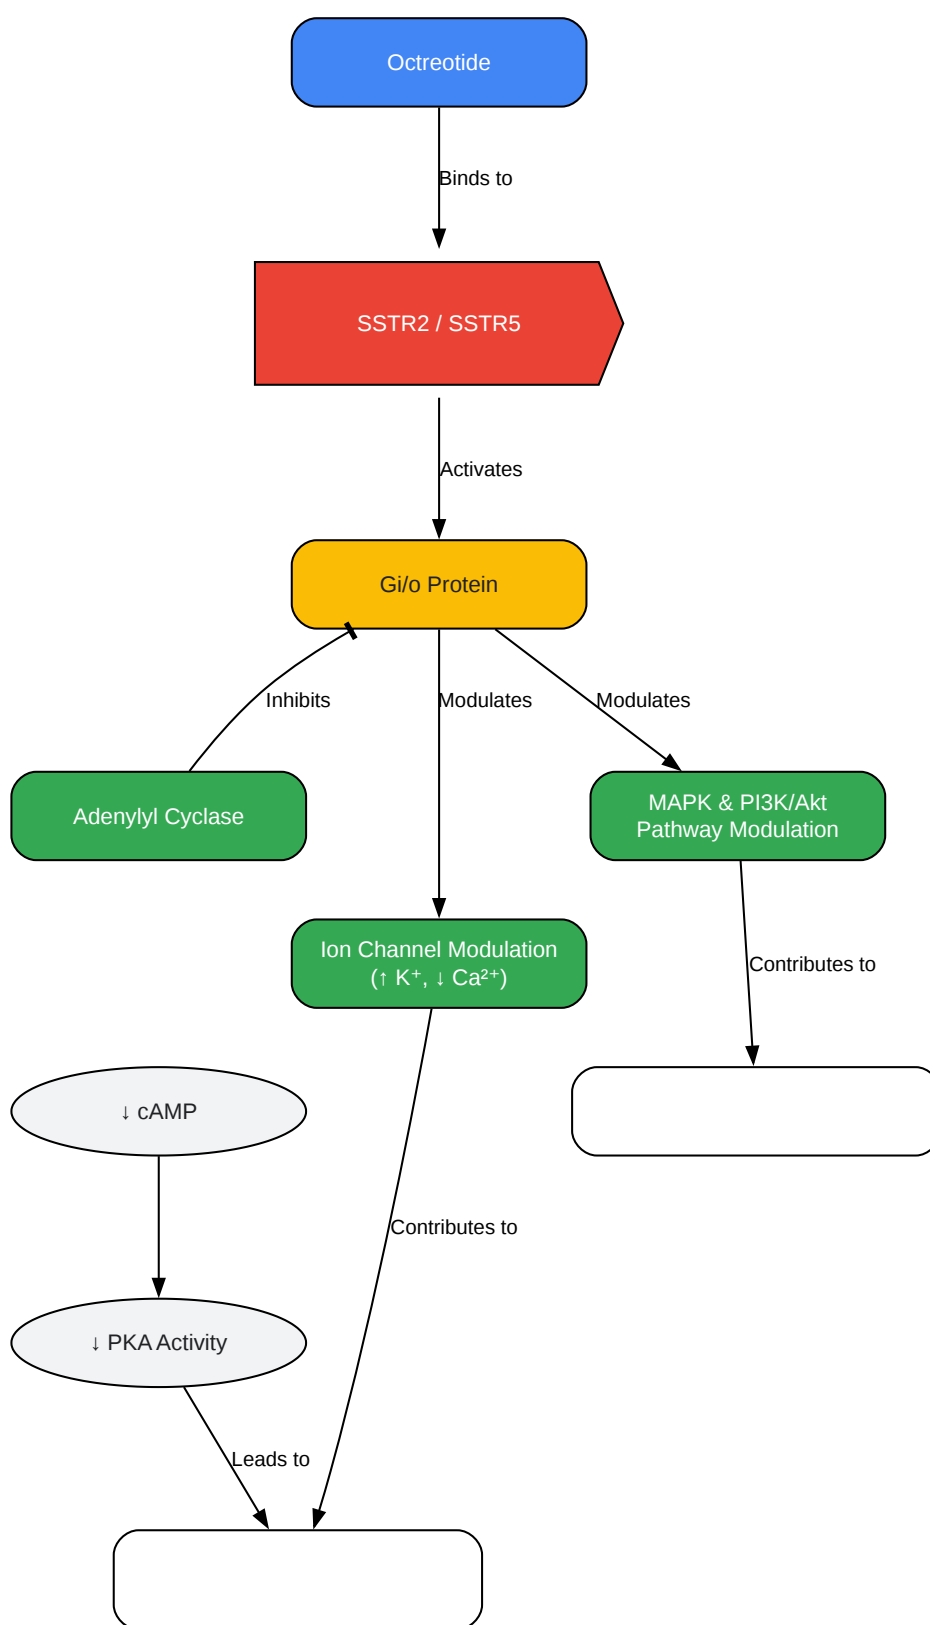 Octreotide
Binds to
SSTR2 / SSTR5
Activates
Gi/o Protein
Inhibits
Modulates
Modulates
Adenylyl Cyclase
MAPK & PI3K/Akt
Pathway Modulation
Ion Channel Modulation
(↑ K⁺, ↓ Ca²⁺)
Contributes to
↓ cAMP
Contributes to
↓ PKA Activity
Leads to